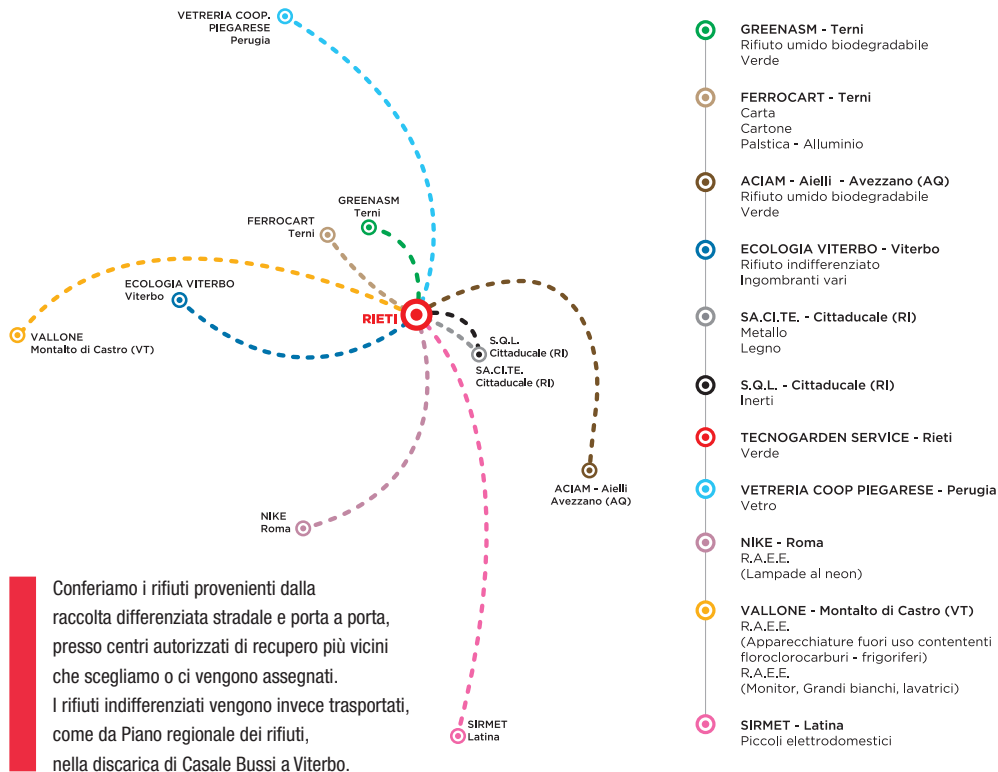 VETRERIA COOP.
PIEGARESE
Perugia
GREENASM
Terni
FERROCART
Terni
ECOLOGIA VITERBO
Viterbo
RIETI
VALLONE
Montalto di Castro (VT)
S.Q.L.
Cittaducale (RI)
SA.CI.TE.
Cittaducale (RI)
ACIAM - Aielli
Avezzano (AQ)
NIKE
Roma
SIRMET
Latina
Conferiamo i rifiuti provenienti dalla
raccolta differenziata stradale e porta a porta,
presso centri autorizzati di recupero più vicini
che scegliamo o ci vengono assegnati.
I rifiuti indifferenziati vengono invece trasportati,
come da Piano regionale dei rifiuti,
nella discarica di Casale Bussi a Viterbo.
GREENASM - Terni
Rifiuto umido biodegradabile
Verde
FERROCART - Terni
Carta
Cartone
Palstica - Alluminio
ACIAM - Aielli - Avezzano (AQ)
Rifiuto umido biodegradabile
Verde
ECOLOGIA VITERBO - Viterbo
Rifiuto indifferenziato
Ingombranti vari
SA.CI.TE. - Cittaducale (RI)
Metallo
Legno
S.Q.L. - Cittaducale (RI)
Inerti
TECNOGARDEN SERVICE - Rieti
Verde
VETRERIA COOP PIEGARESE - Perugia
Vetro
NIKE - Roma
R.A.E.E.
(Lampade al neon)
VALLONE - Montalto di Castro (VT)
R.A.E.E.
(Apparecchiature fuori uso contententi
floroclorocarburi - frigoriferi)
R.A.E.E.
(Monitor, Grandi bianchi, lavatrici)
SIRMET - Latina
Piccoli elettrodomestici